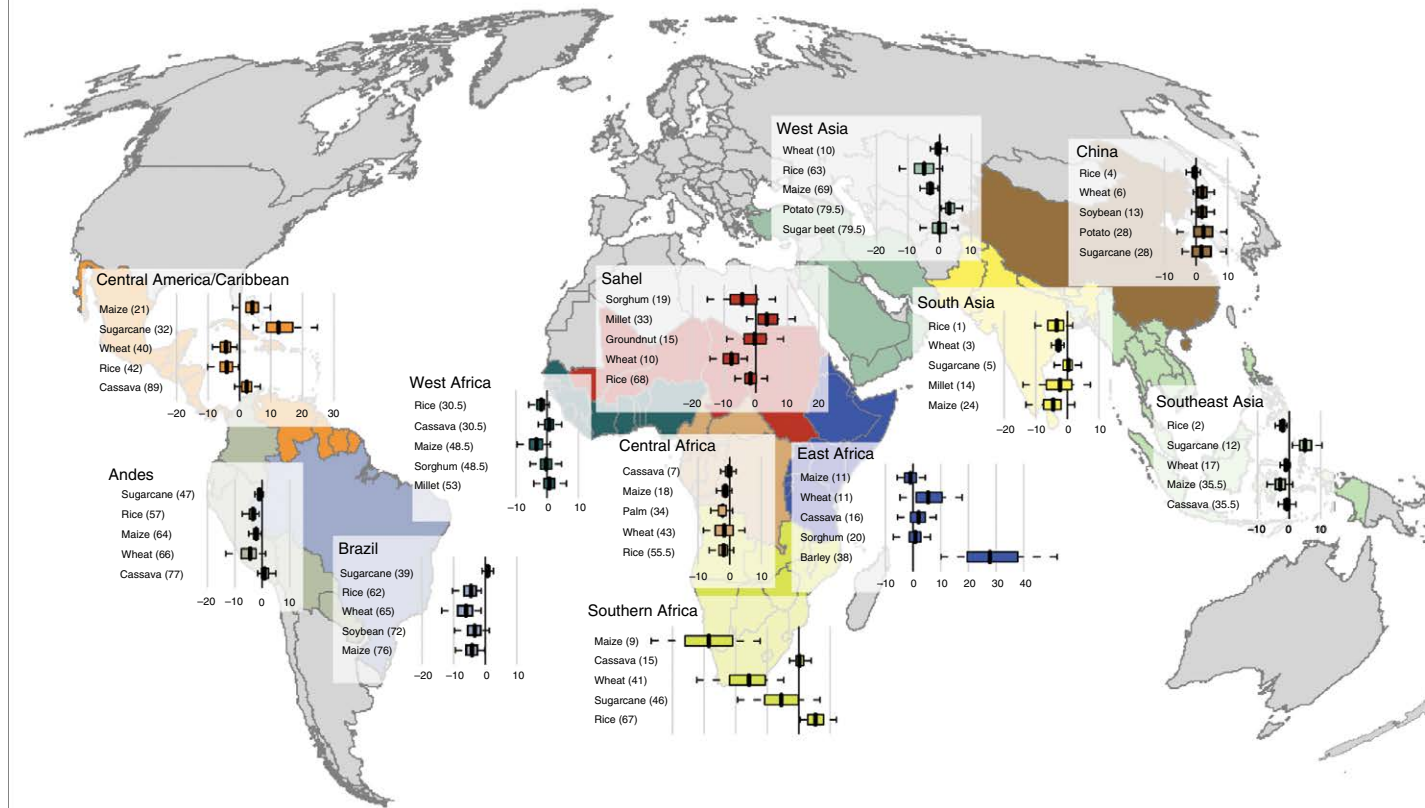 West Asia
Wheat (10)
Rice (63)
Maize (69)
Potato (79.5)
Sugar beet (79.5)
−20 −10 0 10
China
Rice (4)
Wheat (6)
Soybean (13)
Potato (28)
Sugarcane (28)
−10 0 10
Central America/Caribbean
Maize (21)
Sugarcane (32)
Wheat (40)
Rice (42)
Cassava (89)
−20 −10 0 10 20 30
Sahel
Sorghum (19)
Millet (33)
Groundnut (15)
Wheat (10)
Rice (68)
−20 −10 0 10 20
South Asia
Rice (1)
Wheat (3)
Sugarcane (5)
Millet (14)
Maize (24)
−10 0 10
West Africa
Rice (30.5)
Cassava (30.5)
Maize (48.5)
Sorghum (48.5)
Millet (53)
−10 0 10
Southeast Asia
Rice (2)
Sugarcane (12)
Wheat (17)
Maize (35.5)
Cassava (35.5)
−10 0 10
Central Africa
Cassava (7)
Maize (18)
Palm (34)
Wheat (43)
Rice (55.5)
−10 0 10
East Africa
Maize (11)
Wheat (11)
Cassava (16)
Sorghum (20)
Barley (38)
−10 0 10 20 30 40
Andes
Sugarcane (47)
Rice (57)
Maize (64)
Wheat (66)
Cassava (77)
−20 −10 0 10
Brazil
Sugarcane (39)
Rice (62)
Wheat (65)
Soybean (72)
Maize (76)
−20 −10 0 10
Southern Africa
Maize (9)
Cassava (15)
Wheat (41)
Sugarcane (46)
Rice (67)